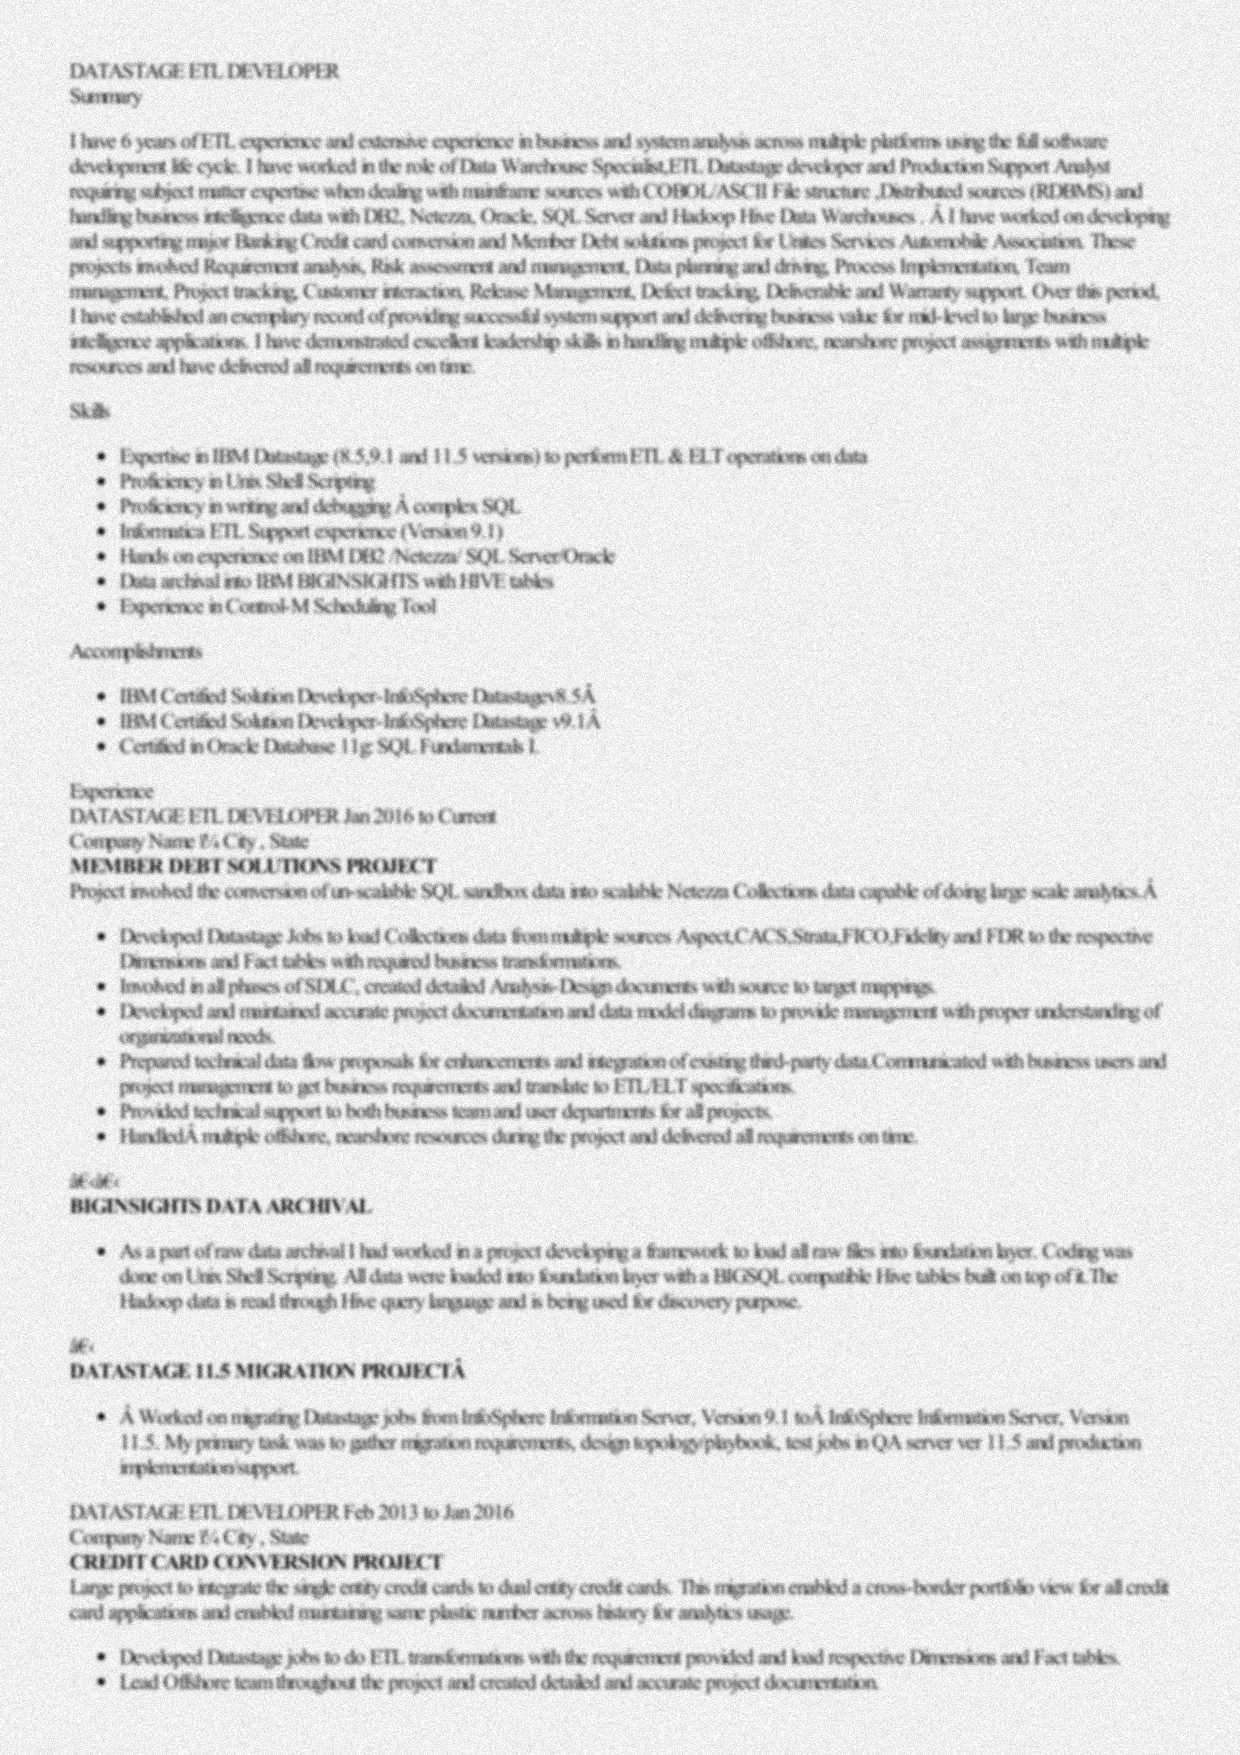 DATASTAGE ETL DEVELOPER
Summary
I have 6 years of ETL experience and extensive experience in business and system analysis across multiple platforms using the full software
development life cycle. I have worked in the role of Data Warehouse Specialist,ETL Datastage developer and Production Support Analyst
requiring subject matter expertise when dealing with mainframe sources with COBOL/ASCII File structure ,Distributed sources (RDBMS) and
handling business intelligence data with DB2, Netezza, Oracle, SQL Server and Hadoop Hive Data Warehouses . Â I have worked on developing
and supporting major Banking Credit card conversion and Member Debt solutions project for Unites Services Automobile Association. These
projects involved Requirement analysis, Risk assessment and management, Data planning and driving, Process Implementation, Team
management, Project tracking, Customer interaction, Release Management, Defect tracking, Deliverable and Warranty support. Over this period,
I have established an exemplary record of providing successful system support and delivering business value for mid-level to large business
intelligence applications. I have demonstrated excellent leadership skills in handling multiple offshore, nearshore project assignments with multiple
resources and have delivered all requirements on time.
Skills
• Expertise in IBM Datastage (8.5,9.1 and 11.5 versions) to perform ETL & ELT operations on data
• Proficiency in Unix Shell Scripting
• Proficiency in writing and debugging Â complex SQL
• Informatica ETL Support experience (Version 9.1)
• Hands on experience on IBM DB2 /Netezza/ SQL Server/Oracle
• Data archival into IBM BIGINSIGHTS with HIVE tables
• Experience in Control-M Scheduling Tool
Accomplishments
• IBM Certified Solution Developer-InfoSphere Datastagev8.5Â
• IBM Certified Solution Developer-InfoSphere Datastage v9.1Â
• Certified in Oracle Database 11g: SQL Fundamentals I.
Experience
DATASTAGE ETL DEVELOPER Jan 2016 to Current
Company Name ï¼ City , State
MEMBER DEBT SOLUTIONS PROJECT
Project involved the conversion of un-scalable SQL sandbox data into scalable Netezza Collections data capable of doing large scale analytics.Â
• Developed Datastage Jobs to load Collections data from multiple sources Aspect,CACS,Strata,FICO,Fidelity and FDR to the respective
Dimensions and Fact tables with required business transformations.
• Involved in all phases of SDLC, created detailed Analysis-Design documents with source to target mappings.
• Developed and maintained accurate project documentation and data model diagrams to provide management with proper understanding of
organizational needs.
• Prepared technical data flow proposals for enhancements and integration of existing third-party data.Communicated with business users and
project management to get business requirements and translate to ETL/ELT specifications.
• Provided technical support to both business team and user departments for all projects.
• HandledÂ multiple offshore, nearshore resources during the project and delivered all requirements on time.
â€‹â€‹
BIGINSIGHTS DATA ARCHIVAL
• As a part of raw data archival I had worked in a project developing a framework to load all raw files into foundation layer. Coding was
done on Unix Shell Scripting. All data were loaded into foundation layer with a BIGSQL compatible Hive tables built on top of it.The
Hadoop data is read through Hive query language and is being used for discovery purpose.
â€‹
DATASTAGE 11.5 MIGRATION PROJECTÂ
• Â Worked on migrating Datastage jobs from InfoSphere Information Server, Version 9.1 toÂ InfoSphere Information Server, Version
11.5. My primary task was to gather migration requirements, design topology/playbook, test jobs in QA server ver 11.5 and production
implementation/support.
DATASTAGE ETL DEVELOPER Feb 2013 to Jan 2016
Company Name ï¼ City , State
CREDIT CARD CONVERSION PROJECT
Large project to integrate the single entity credit cards to dual entity credit cards. This migration enabled a cross-border portfolio view for all credit
card applications and enabled maintaining same plastic number across history for analytics usage.
• Developed Datastage jobs to do ETL transformations with the requirement provided and load respective Dimensions and Fact tables.
• Lead Offshore team throughout the project and created detailed and accurate project documentation.